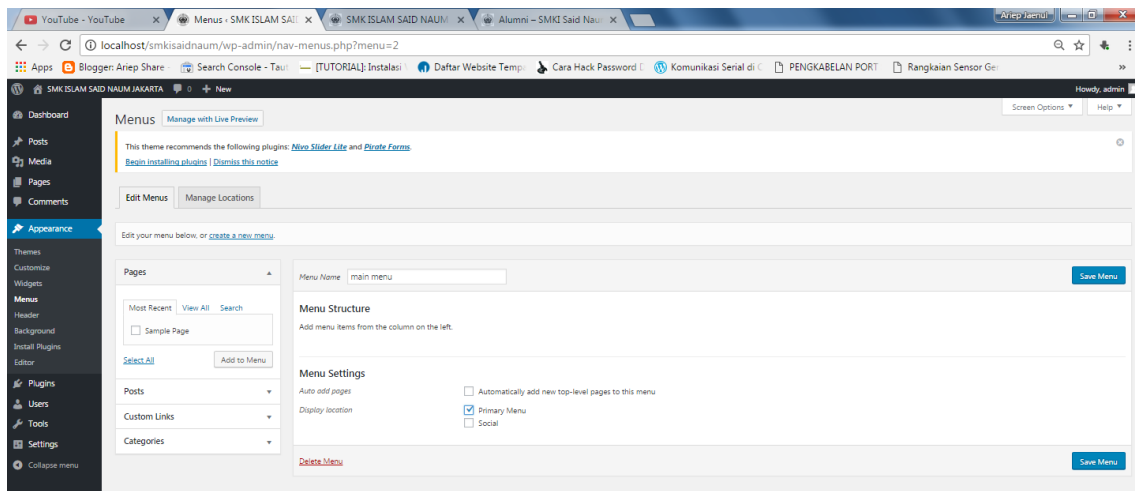 YouTube - YouTube
Menus ‹ SMK ISLAM SAID
SMK ISLAM SAID NAUM
Alumni – SMKI Said Naum
Ariep Jaenul
localhost/smkisaidnaum/wp-admin/nav-menus.php?menu=2
Apps Blogger: Ariep Share - Search Console - Taut [TUTORIAL]: Instalasi Daftar Website Tempa Cara Hack Password Komunikasi Serial di PENGKABELAN PORT Rangkaian Sensor Ger
SMK ISLAM SAID NAUM JAKARTA 0 + New Howdy, admin
Screen Options Help
Dashboard
Posts
Media
Pages
Comments
Appearance
Themes
Customize
Widgets
Menus
Header
Background
Install Plugins
Editor
Plugins
Users
Tools
Settings
Collapse menu
Menus Manage with Live Preview
This theme recommends the following plugins: Nivo Slider Lite and Pirate Forms.
Begin installing plugins | Dismiss this notice
Edit Menus Manage Locations
Edit your menu below, or create a new menu.
Pages
Most Recent View All Search
Sample Page
Select All Add to Menu
Posts
Custom Links
Categories
Menu Name main menu Save Menu
Menu Structure
Add menu items from the column on the left.
Menu Settings
Auto add pages Automatically add new top-level pages to this menu
Display location Primary Menu
Social
Delete Menu Save Menu